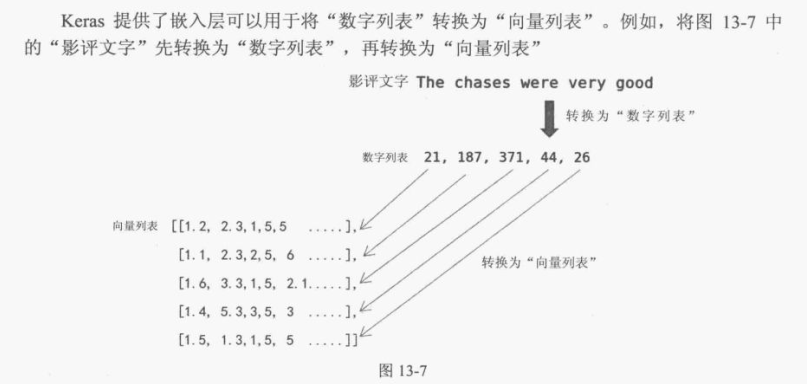 Keras 提供了嵌入层可以用于将“数字列表”转换为“向量列表”。例如，将图 13-7 中
的“影评文字”先转换为“数字列表”，再转换为“向量列表”
影评文字 The chases were very good
转换为“数字列表”
数字列表 21, 187, 371, 44, 26
向量列表 [[1.2, 2.3,1,5,5 .....],
[1.1, 2.3,2,5, 6 .....],
[1.6, 3.3,1,5, 2.1.....],
转换为“向量列表”
[1.4, 5.3,3,5, 3 .....],
[1.5, 1.3,1,5, 5 .....]]
图 13-7